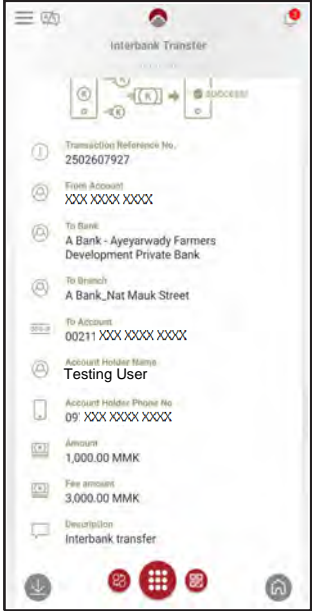 Interbank Transfer
success!
Transaction Reference No.
2502607927
From Account
XXX XXXX XXXX
To Bank
A Bank - Ayeyarwady Farmers
Development Private Bank
To Branch
A Bank_Nat Mauk Street
To Account
00211 XXX XXXX XXXX
Account Holder Name
Testing User
Account Holder Phone No
09' XXX XXXX XXXX
Amount
1,000.00 MMK
Fee amount
3,000.00 MMK
Description
Interbank transfer